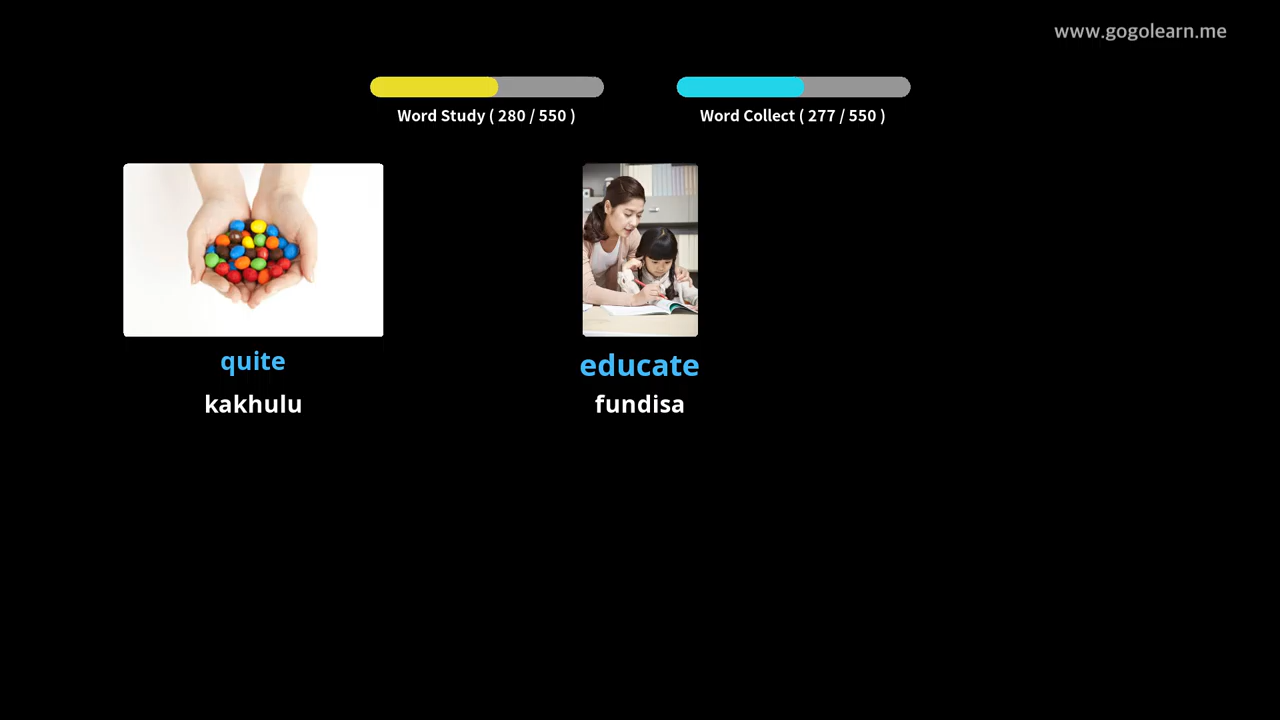 www.gogolearn.me
Word Study ( 280 / 550 )
Word Collect ( 277 / 550 )
quite
kakhulu
educate
fundisa